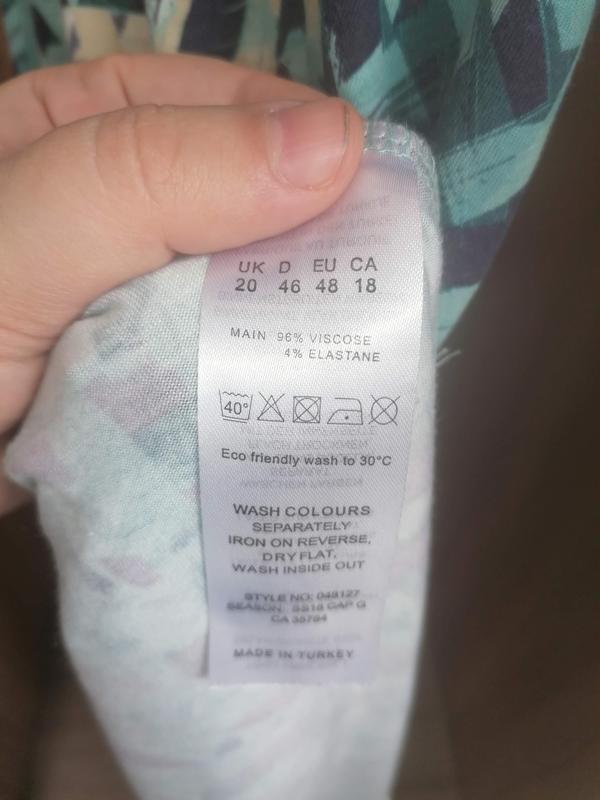 UK D EU CA
20 46 48 18
MAIN 96% VISCOSE
4% ELASTANE
40°
Eco friendly wash to 30°C
WASH COLOURS
SEPARATELY
IRON ON REVERSE,
DRY FLAT,
WASH INSIDE OUT
STYLE NO: 048127
SEASON: SS18 CAP G
CA 35784
MADE IN TURKEY